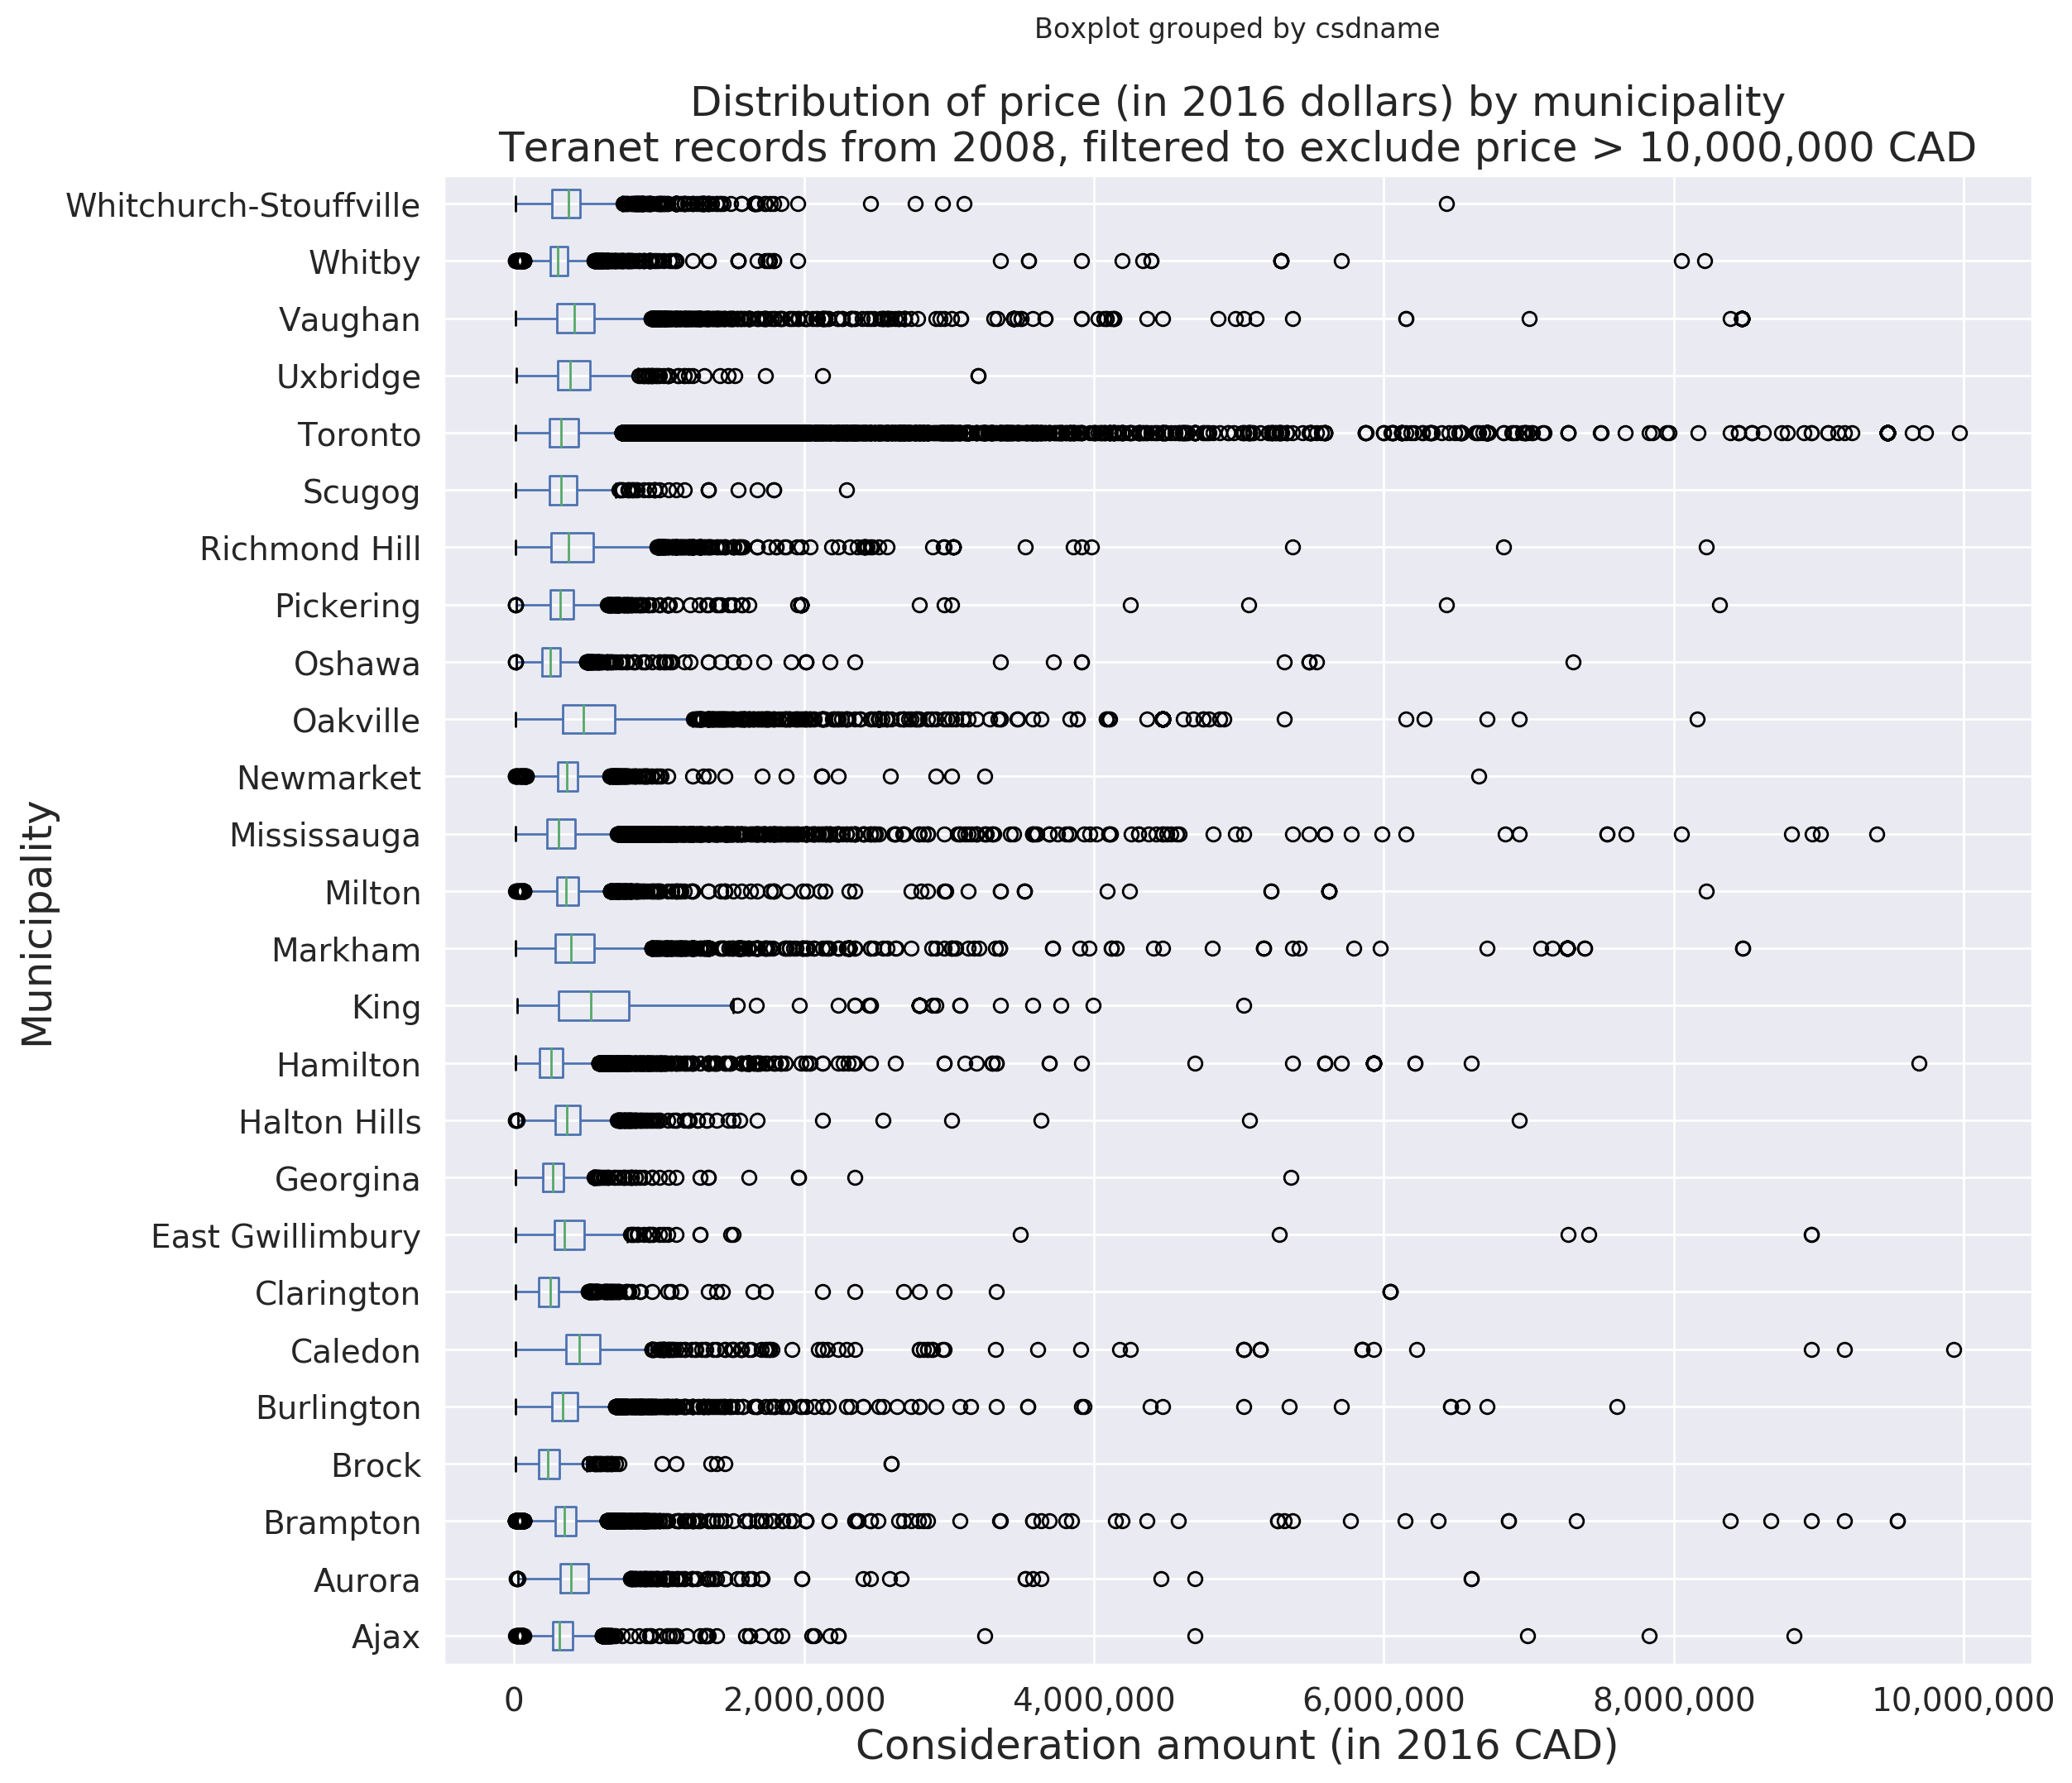 Boxplot grouped by csdname
Distribution of price (in 2016 dollars) by municipality
Teranet records from 2008, filtered to exclude price > 10,000,000 CAD
Whitchurch-Stouffville
Whitby
Vaughan
Uxbridge
Toronto
Scugog
Richmond Hill
Pickering
Oshawa
Oakville
Newmarket
Mississauga
Milton
Markham
King
Hamilton
Halton Hills
Georgina
East Gwillimbury
Clarington
Caledon
Burlington
Brock
Brampton
Aurora
Ajax
Municipality
0 2,000,000 4,000,000 6,000,000 8,000,000 10,000,000
Consideration amount (in 2016 CAD)